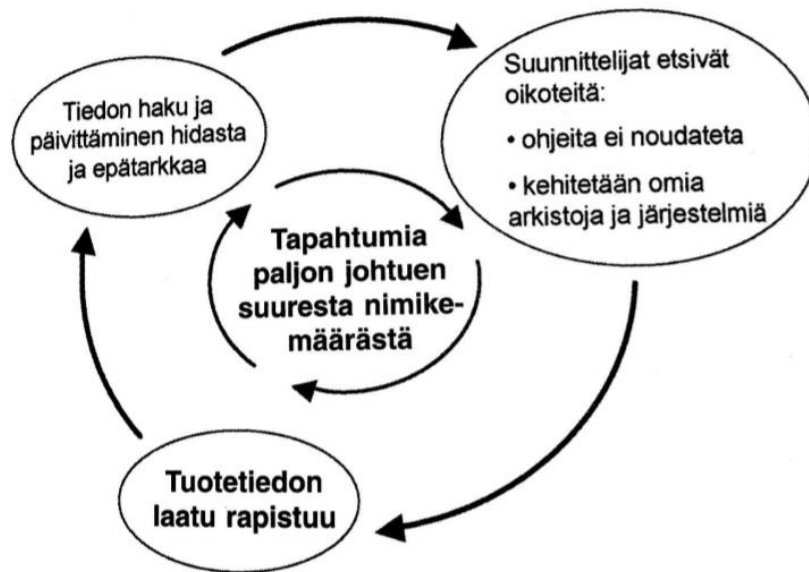 Tiedon haku ja
päivittäminen hidasta
ja epätarkkaa
Suunnittelijat etsivät
oikoteitä:
• ohjeita ei noudateta
• kehitetään omia
arkistoja ja järjestelmiä
Tapahtumia
paljon johtuen
suuresta nimike-
määrästä
Tuotetiedon
laatu rapistuu